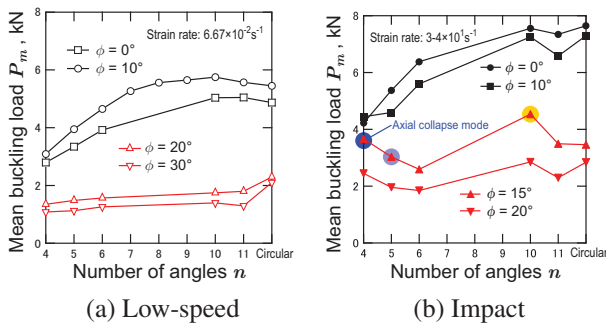 Strain rate: 6.67×10⁻²s⁻¹
ϕ = 0°
ϕ = 10°
ϕ = 20°
ϕ = 30°
Mean buckling load Pₘ , kN
8
6
4
2
0
4 5 6 7 8 9 10 11 Circular
Number of angles n
(a) Low-speed
Strain rate: 3-4×10¹s⁻¹
ϕ = 0°
ϕ = 10°
Axial collapse mode
ϕ = 15°
ϕ = 20°
Mean buckling load Pₘ , kN
8
6
4
2
0
4 5 6 7 8 9 10 11 Circular
Number of angles n
(b) Impact